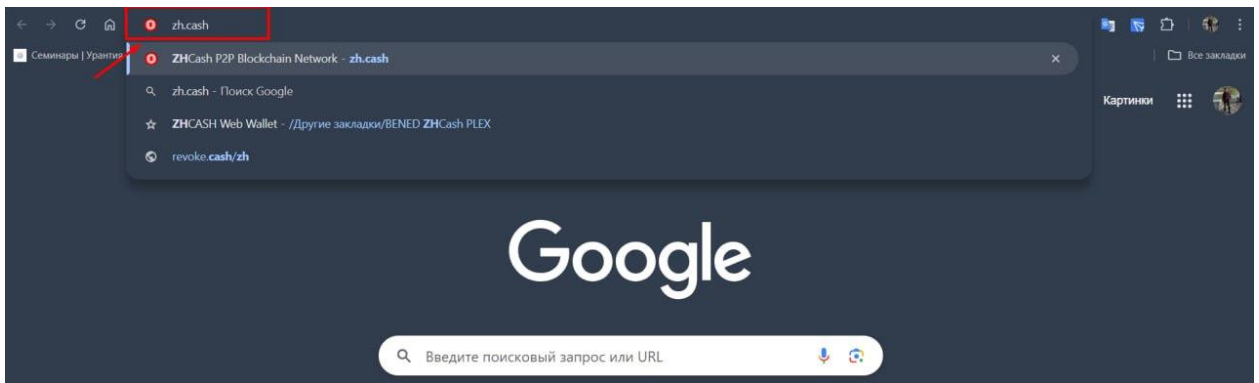 zh.cash
Семинары | Урантия
ZHCash P2P Blockchain Network - zh.cash
Все закладки
zh.cash - Поиск Google
Картинки
ZHCASH Web Wallet - /Другие закладки/BENED ZHCash PLEX
revoke.cash/zh
Google
Введите поисковый запрос или URL